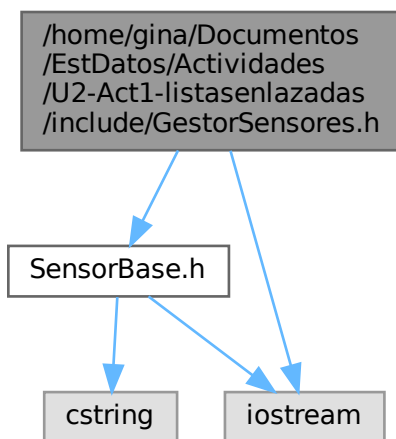 /home/gina/Documentos
/EstDatos/Actividades
/U2-Act1-listasenlazadas
/include/GestorSensores.h
SensorBase.h
cstring
iostream